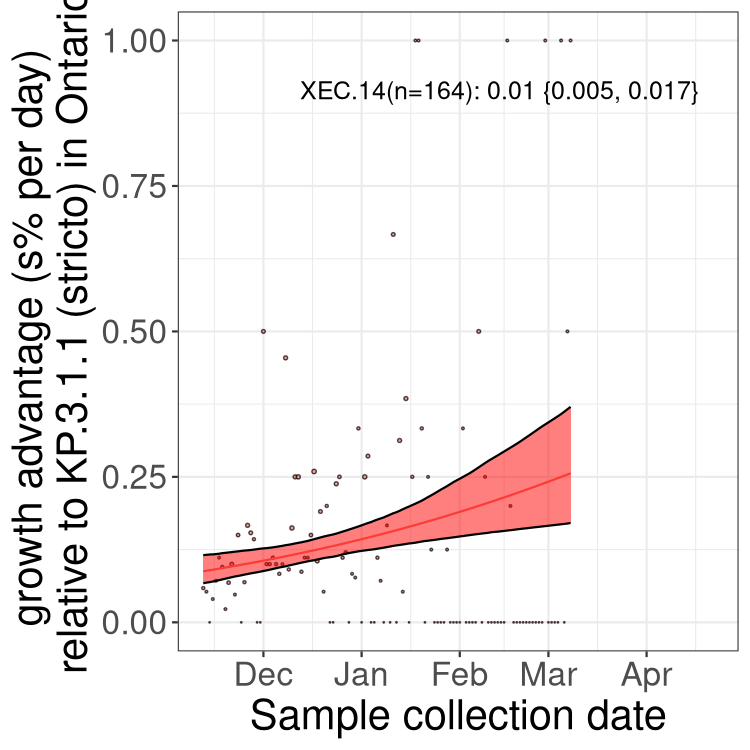 growth advantage (s% per day)
relative to KP.3.1.1 (stricto) in Ontario
1.00
0.75
0.50
0.25
0.00
XEC.14(n=164): 0.01 {0.005, 0.017}
Dec Jan Feb Mar Apr
Sample collection date